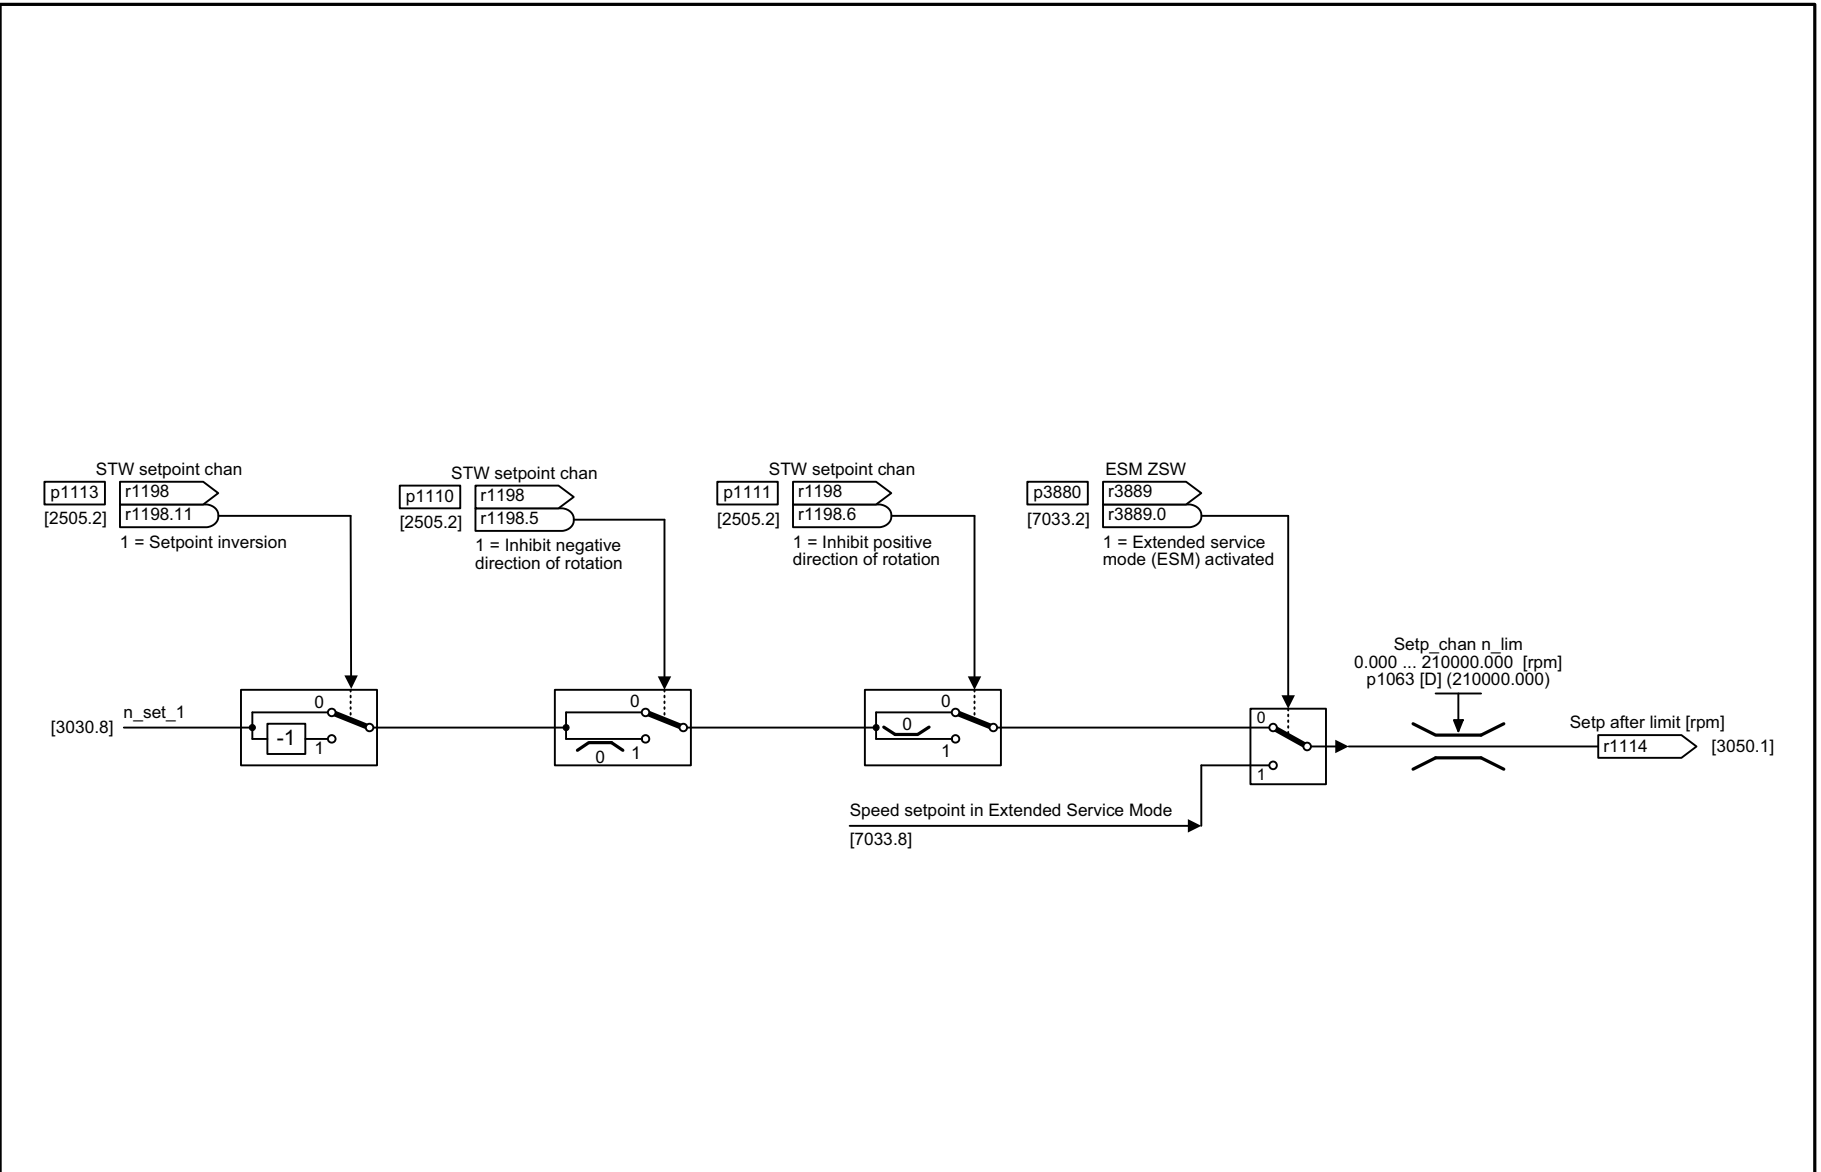 STW setpoint chan
p1113
r1198
[2505.2]
r1198.11
1 = Setpoint inversion
STW setpoint chan
p1110
r1198
[2505.2]
r1198.5
1 = Inhibit negative
direction of rotation
STW setpoint chan
p1111
r1198
[2505.2]
r1198.6
1 = Inhibit positive
direction of rotation
ESM ZSW
p3880
r3889
[7033.2]
r3889.0
1 = Extended service
mode (ESM) activated
[3030.8]
n_set_1
0
-1
1
0
0
1
0
0
1
0
1
Speed setpoint in Extended Service Mode
[7033.8]
Setp_chan n_lim
0.000 ... 210000.000 [rpm]
p1063 [D] (210000.000)
Setp after limit [rpm]
r1114
[3050.1]